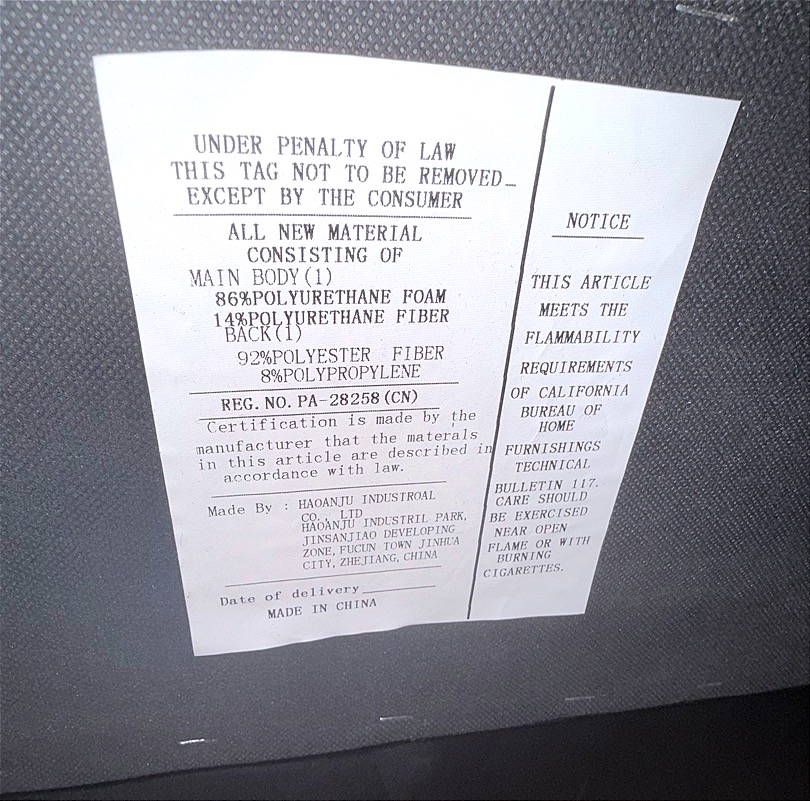 UNDER PENALTY OF LAW
THIS TAG NOT TO BE REMOVED
EXCEPT BY THE CONSUMER
ALL NEW MATERIAL
CONSISTING OF
MAIN BODY(1)
86%POLYURETHANE FOAM
14%POLYURETHANE FIBER
BACK(1)
92%POLYESTER FIBER
8%POLYPROPYLENE
REG. NO. PA-28258(CN)
Certification is made by the
manufacturer that the materals
in this article are described in
accordance with law.
Made By : HAOANJU INDUSTROAL
CO., LTD
HAOANJU INDUSTRIL PARK,
JINSANJIAO DEVELOPING
ZONE, FUCUN TOWN JINHUA
CITY, ZHEJIANG, CHINA
Date of delivery
MADE IN CHINA
NOTICE
THIS ARTICLE
MEETS THE
FLAMMABILITY
REQUIREMENTS
OF CALIFORNIA
BUREAU OF
HOME
FURNISHINGS
TECHNICAL
BULLETIN 117.
CARE SHOULD
BE EXERCISED
NEAR OPEN
FLAME OR WITH
BURNING
CIGARETTES.